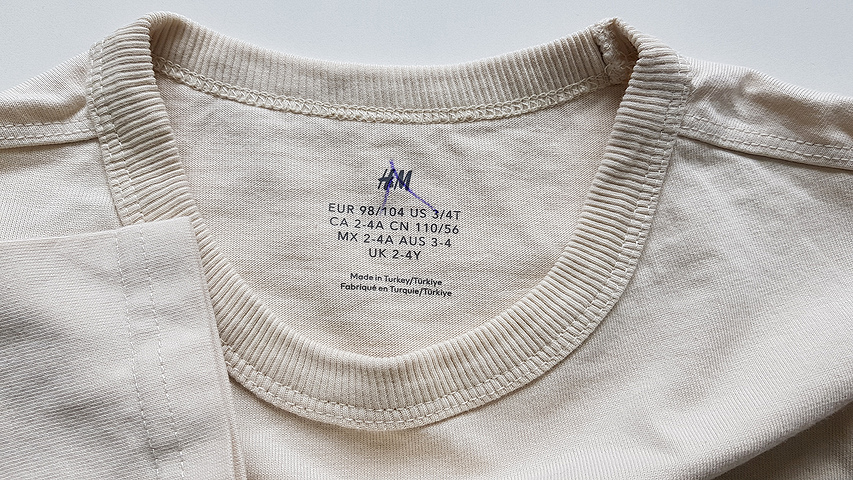 H&M
EUR 98/104 US 3/4T
CA 2-4A CN 110/56
MX 2-4A AUS 3-4
UK 2-4Y
Made in Turkey/Türkiye
Fabriqué en Turquie/Türkiye